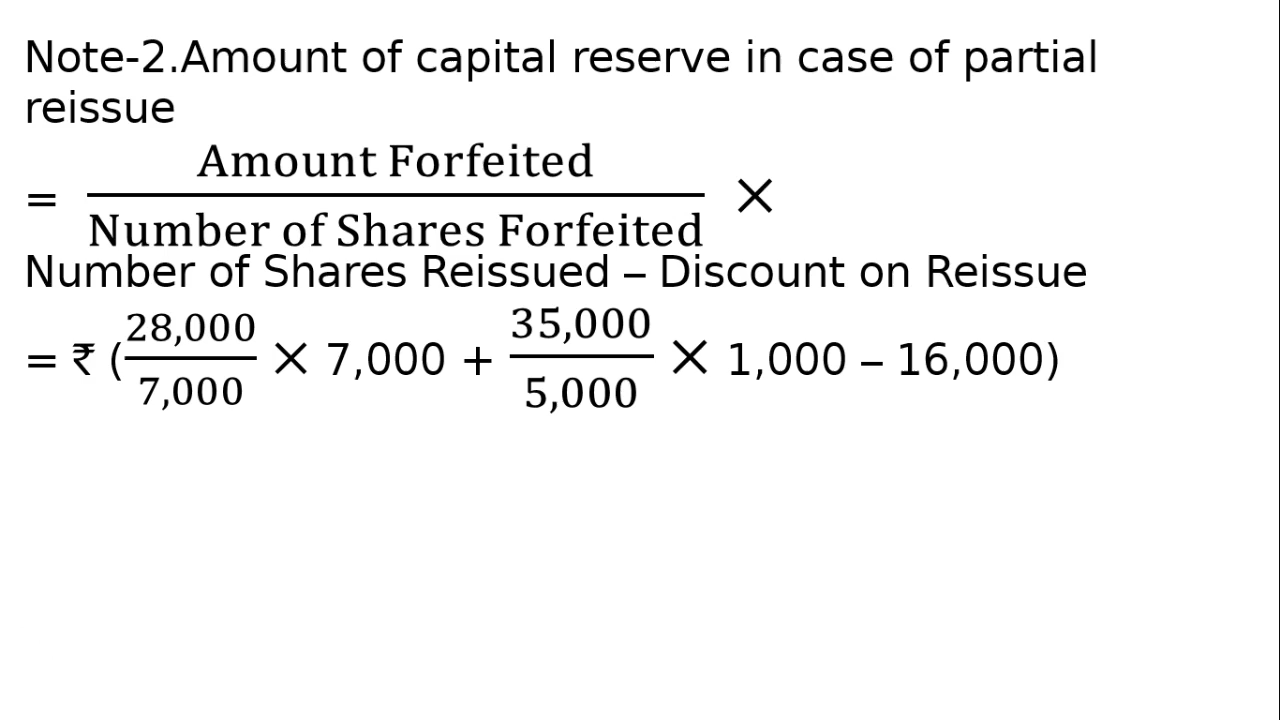 Note-2.Amount of capital reserve in case of partial
reissue
= Amount Forfeited / Number of Shares Forfeited ×
Number of Shares Reissued – Discount on Reissue
= ₹ (28,000 / 7,000 × 7,000 + 35,000 / 5,000 × 1,000 – 16,000)